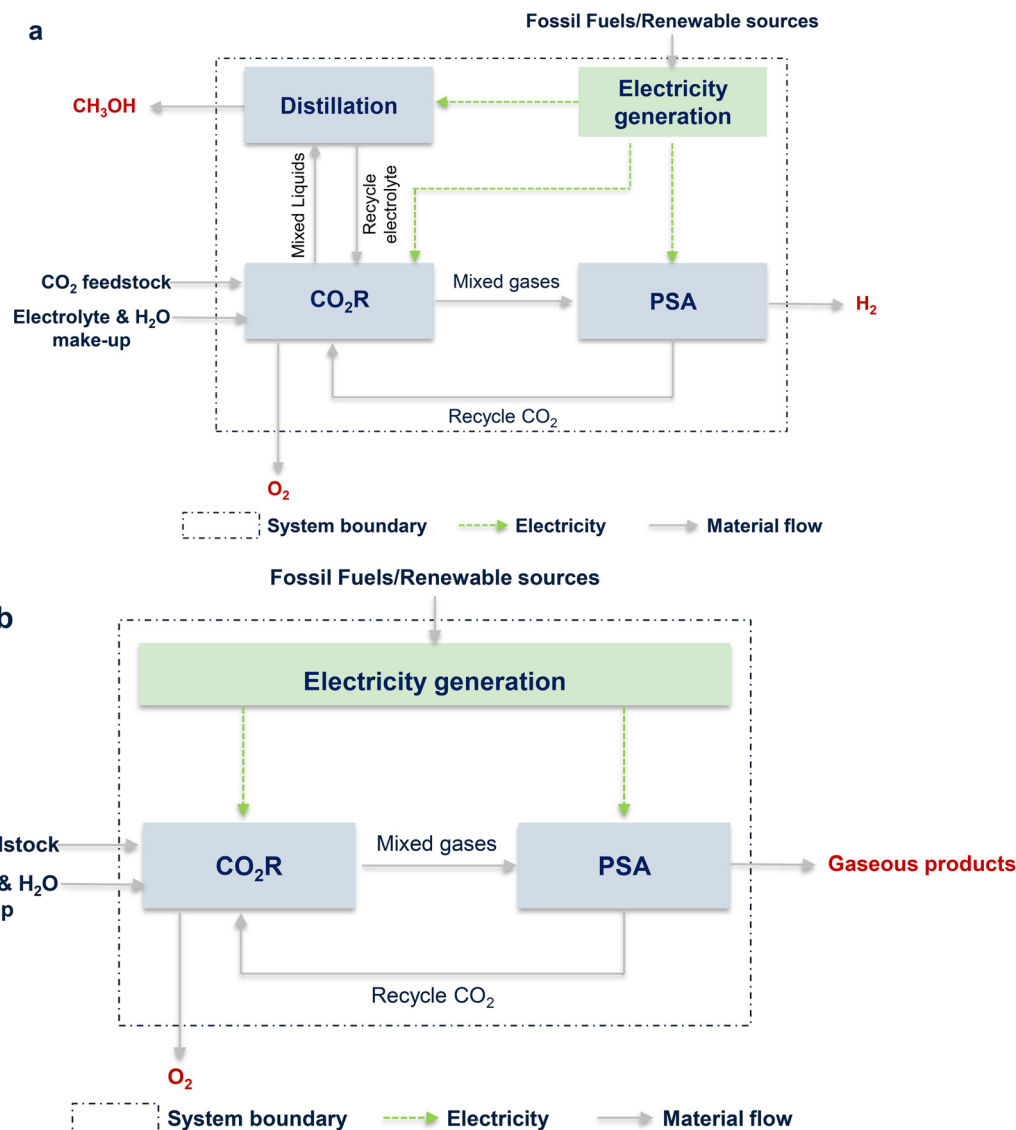 a
Fossil Fuels/Renewable sources
Distillation
Electricity
generation
CH₃OH
Mixed Liquids
Recycle
electrolyte
CO₂ feedstock
Electrolyte & H₂O
make-up
CO₂R
Mixed gases
PSA
H₂
Recycle CO₂
O₂
System boundary
Electricity
Material flow
Fossil Fuels/Renewable sources
b
Electricity generation
dstock
& H₂O
p
CO₂R
Mixed gases
PSA
Gaseous products
Recycle CO₂
O₂
System boundary
Electricity
Material flow